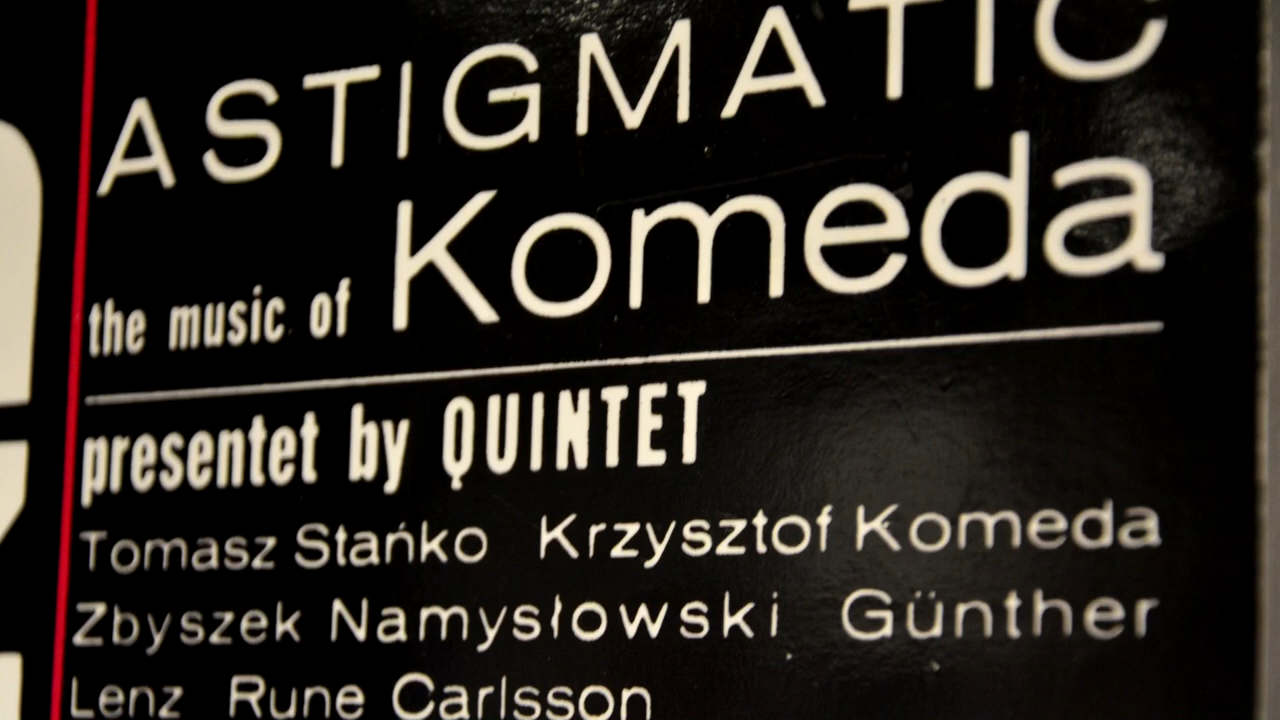 ASTIGMATIC
the music of Komeda
presentet by QUINTET
Tomasz Stańko Krzysztof Komeda
Zbyszek Namysłowski Günther
Lenz Rune Carlsson